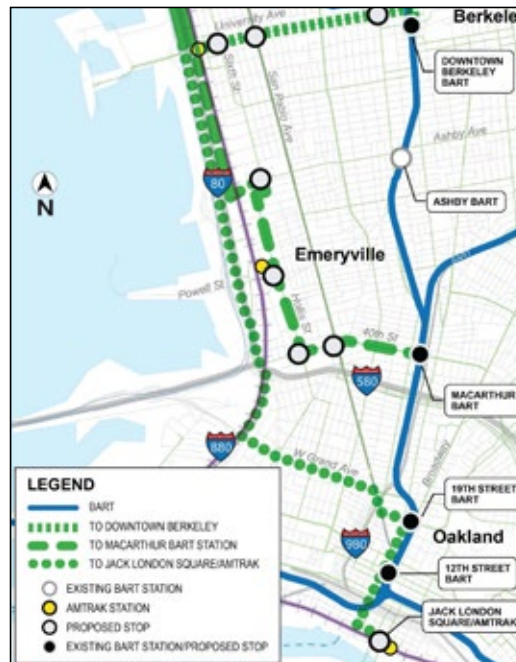 University Ave
Berkele
DOWNTOWN
BERKELEY
BART
Sixth St
San Pablo Ave
Ashby Ave
80
N
ASHBY BART
Emeryville
BART
Powell St
Hollis St
40th St
580
MACARTHUR
BART
880
W Grand Ave
Broadway
19TH STREET
BART
Oakland
980
12TH STREET
BART
JACK LONDON
SQUARE/AMTRAK
LEGEND
BART
TO DOWNTOWN BERKELEY
TO MACARTHUR BART STATION
TO JACK LONDON SQUARE/AMTRAK
EXISTING BART STATION
AMTRAK STATION
PROPOSED STOP
EXISTING BART STATION/PROPOSED STOP